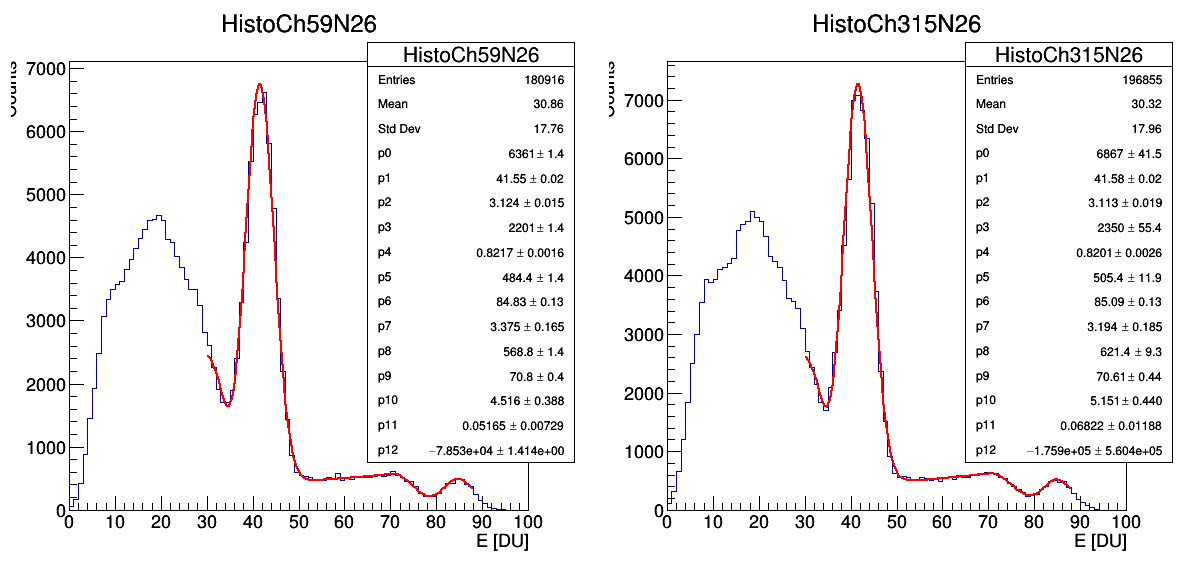 HistoCh59N26
HistoCh59N26
Entries 180916
Mean 30.86
Std Dev 17.76
p0 6361 ± 1.4
p1 41.55 ± 0.02
p2 3.124 ± 0.015
p3 2201 ± 1.4
p4 0.8217 ± 0.0016
p5 484.4 ± 1.4
p6 84.83 ± 0.13
p7 3.375 ± 0.165
p8 568.8 ± 1.4
p9 70.8 ± 0.4
p10 4.516 ± 0.388
p11 0.05165 ± 0.00729
p12 −7.853e+04 ± 1.414e+00
7000
6000
5000
4000
3000
2000
1000
0
0 10 20 30 40 50 60 70 80 90 100
E [DU]
HistoCh315N26
HistoCh315N26
Entries 196855
Mean 30.32
Std Dev 17.96
p0 6867 ± 41.5
p1 41.58 ± 0.02
p2 3.113 ± 0.019
p3 2350 ± 55.4
p4 0.8201 ± 0.0026
p5 505.4 ± 11.9
p6 85.09 ± 0.13
p7 3.194 ± 0.185
p8 621.4 ± 9.3
p9 70.61 ± 0.44
p10 5.151 ± 0.440
p11 0.06822 ± 0.01188
p12 −1.759e+05 ± 5.604e+05
7000
6000
5000
4000
3000
2000
1000
0
0 10 20 30 40 50 60 70 80 90 100
E [DU]